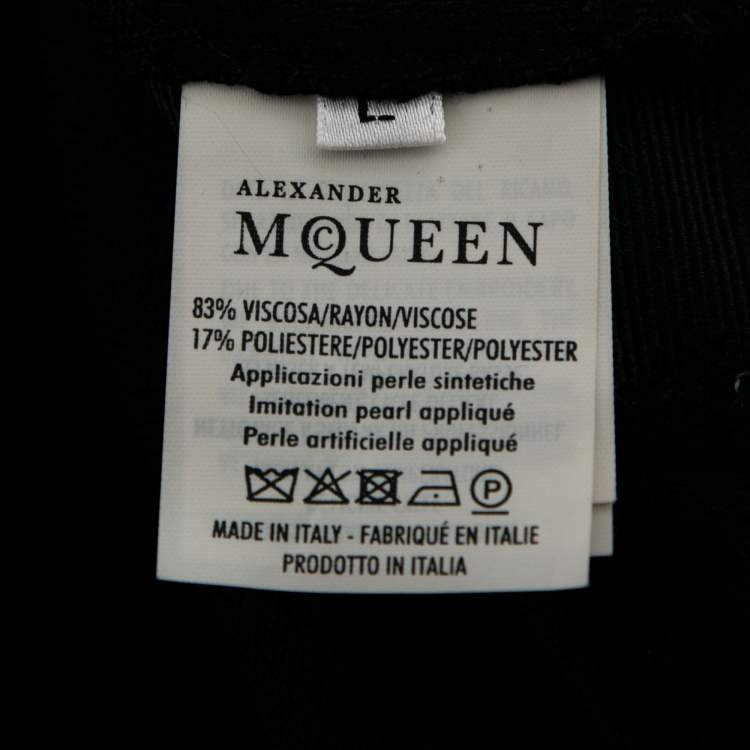 L
ALEXANDER
MCQUEEN
83% VISCOSA/RAYON/VISCOSE
17% POLIESTERE/POLYESTER/POLYESTER
Applicazioni perle sintetiche
Imitation pearl appliqué
Perle artificielle appliqué
P
MADE IN ITALY - FABRIQUÉ EN ITALIE
PRODOTTO IN ITALIA